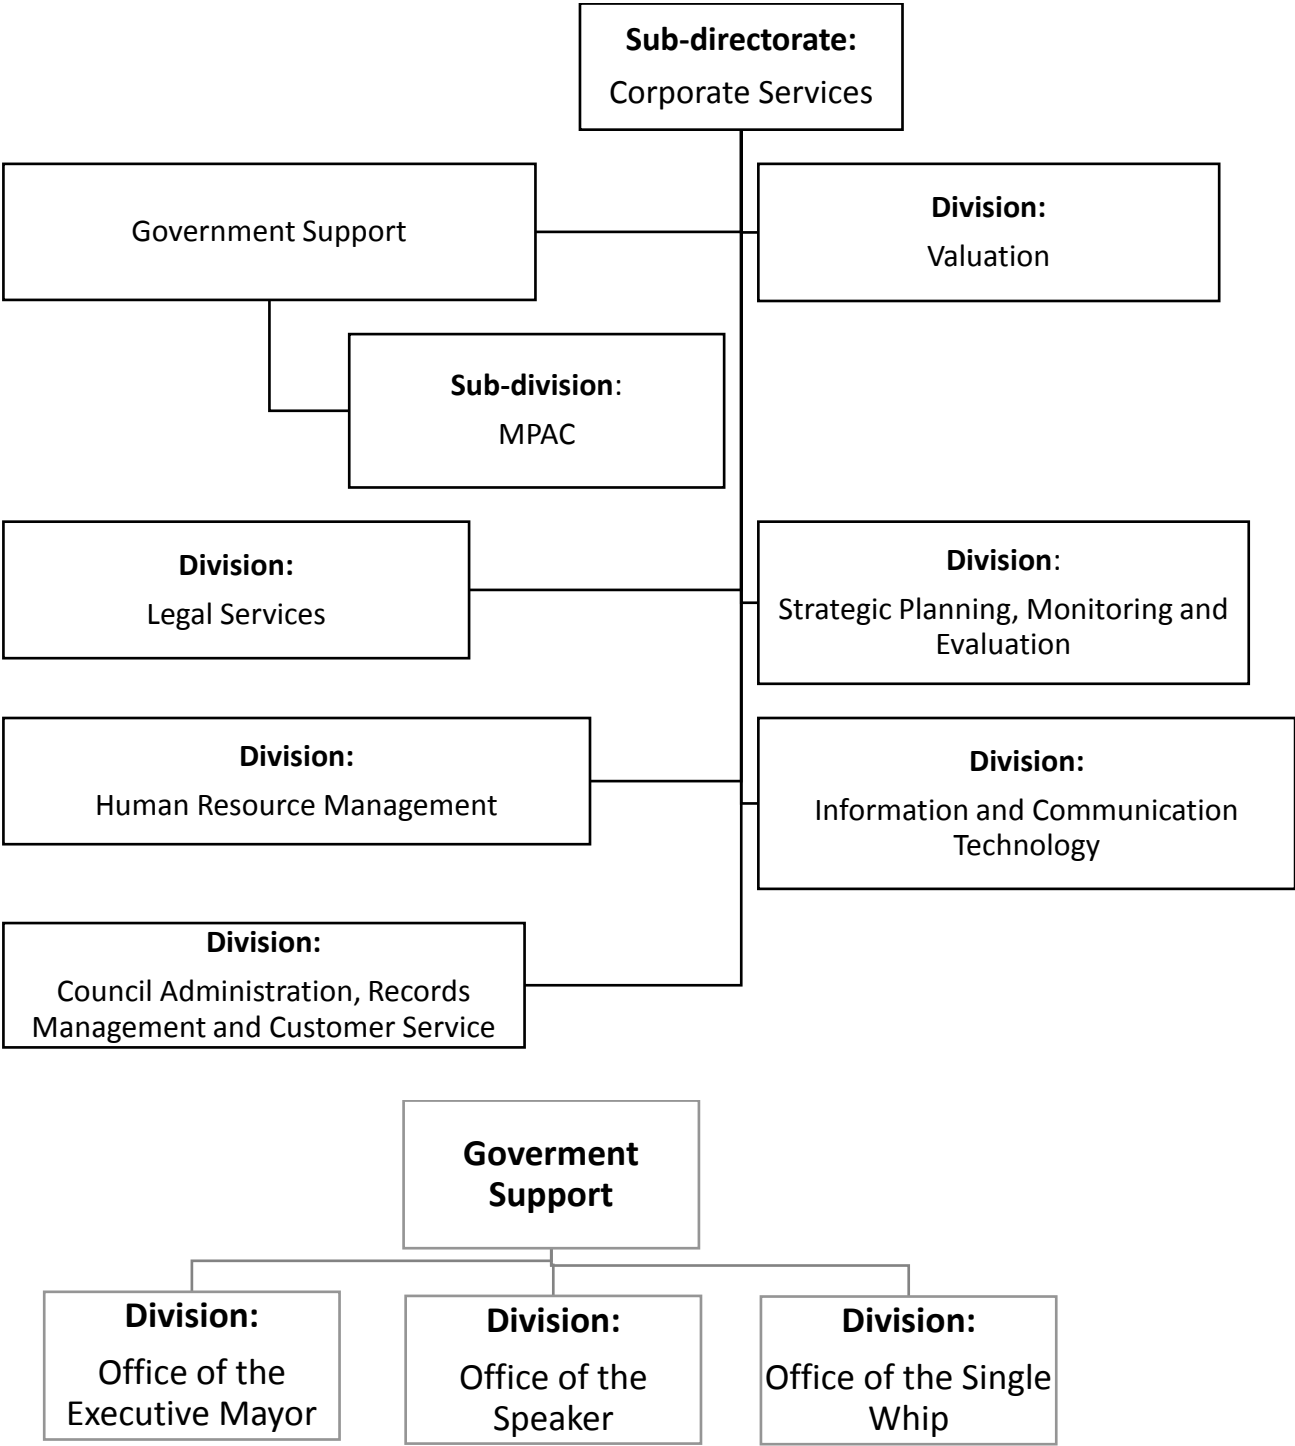 Sub-directorate:
Corporate Services
Government Support
Division:
Valuation
Sub-division:
MPAC
Division:
Legal Services
Division:
Strategic Planning, Monitoring and
Evaluation
Division:
Human Resource Management
Division:
Information and Communication
Technology
Division:
Council Administration, Records
Management and Customer Service
Goverment
Support
Division:
Office of the
Executive Mayor
Division:
Office of the
Speaker
Division:
Office of the Single
Whip